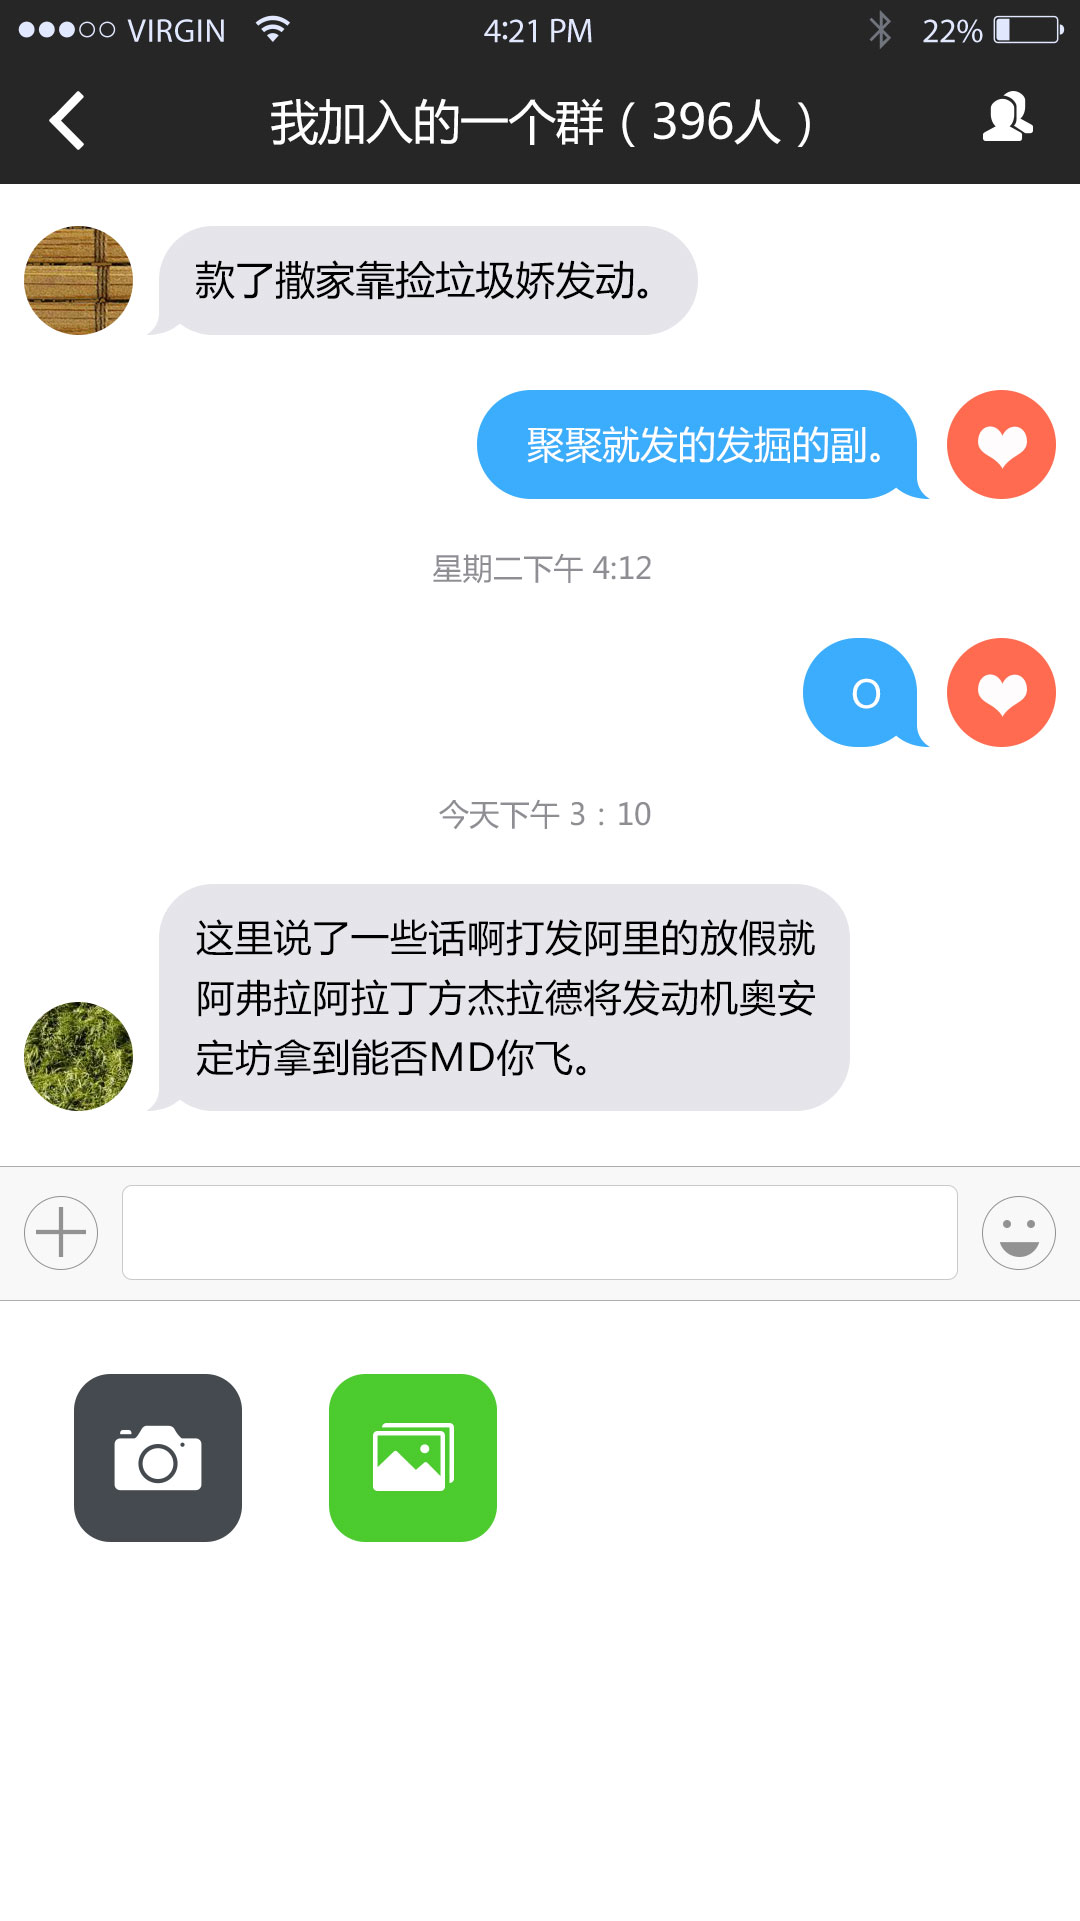 VIRGIN 4:21 PM 22%
我加入的一个群（396人）
款了撒家靠捡垃圾娇发动。
聚聚就发的发掘的副。
星期二下午 4:12
O
今天下午 3：10
这里说了一些话啊打发阿里的放假就
阿弗拉阿拉丁方杰拉德将发动机奥安
定坊拿到能否MD你飞。